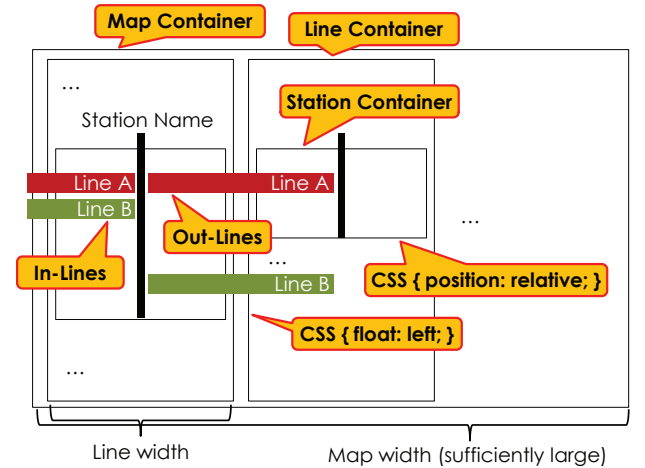 Map Container
Line Container
...
Station Container
Station Name
Line A
Line A
Line B
...
Out-Lines
In-Lines
...
CSS { position: relative; }
Line B
CSS { float: left; }
...
Line width
Map width (sufficiently large)